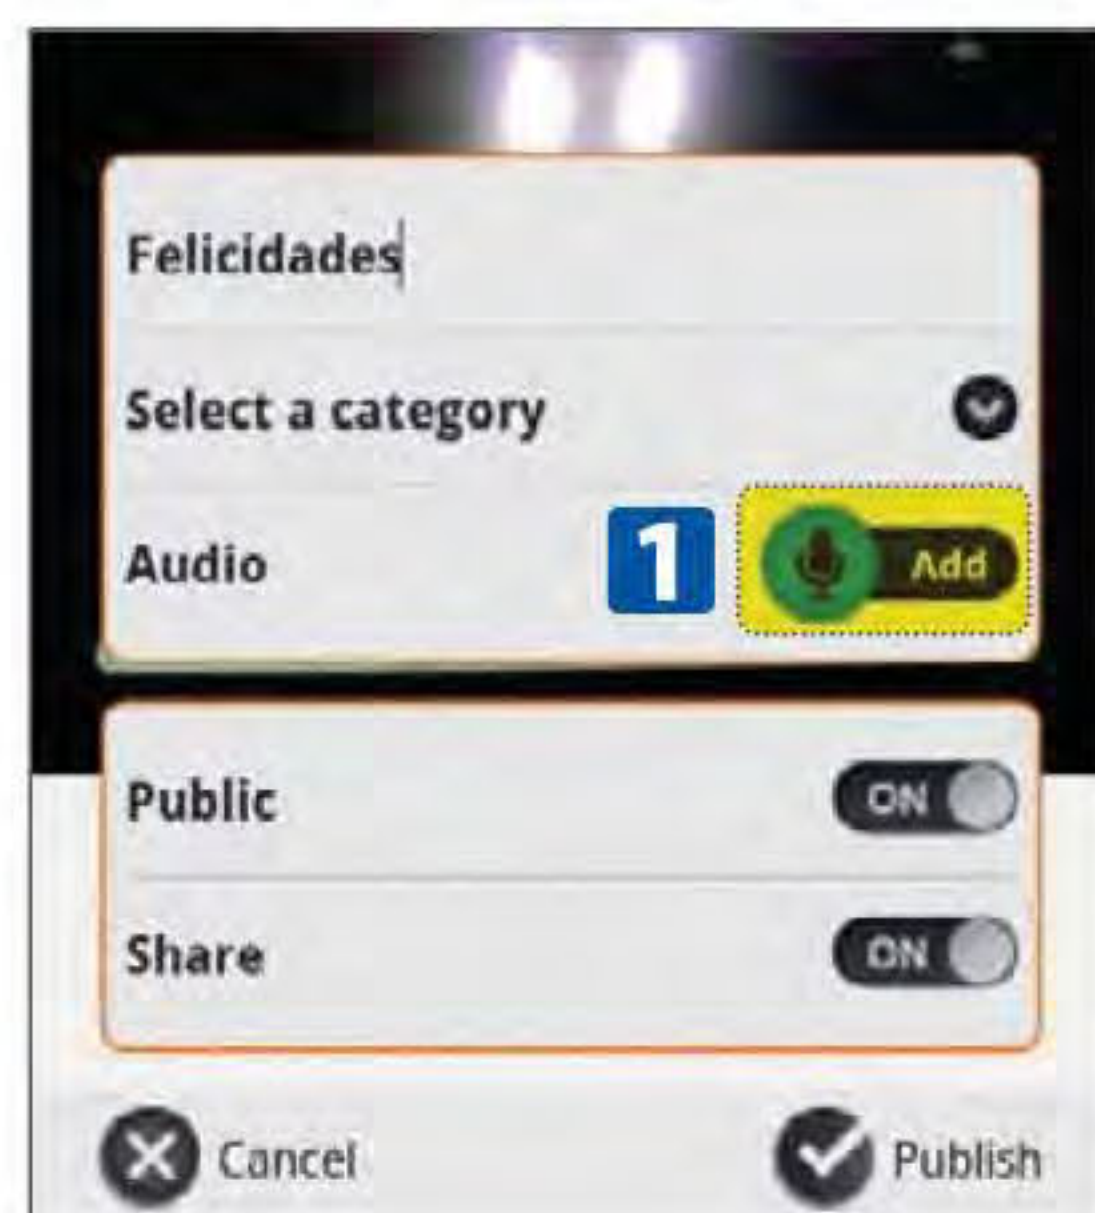 Felicidades
Select a category
Audio 1 Add
Public ON
Share ON
Cancel Publish